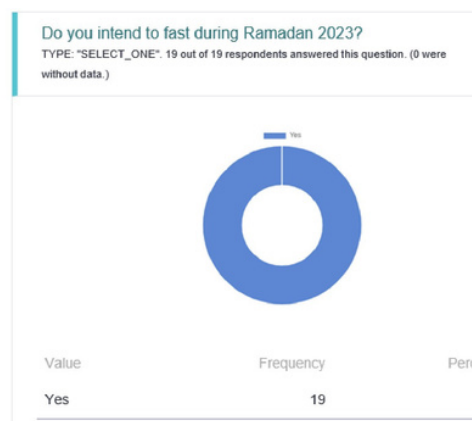 Do you intend to fast during Ramadan 2023?
TYPE: "SELECT_ONE". 19 out of 19 respondents answered this question. (0 were
without data.)
Yes
Value Frequency
Yes 19